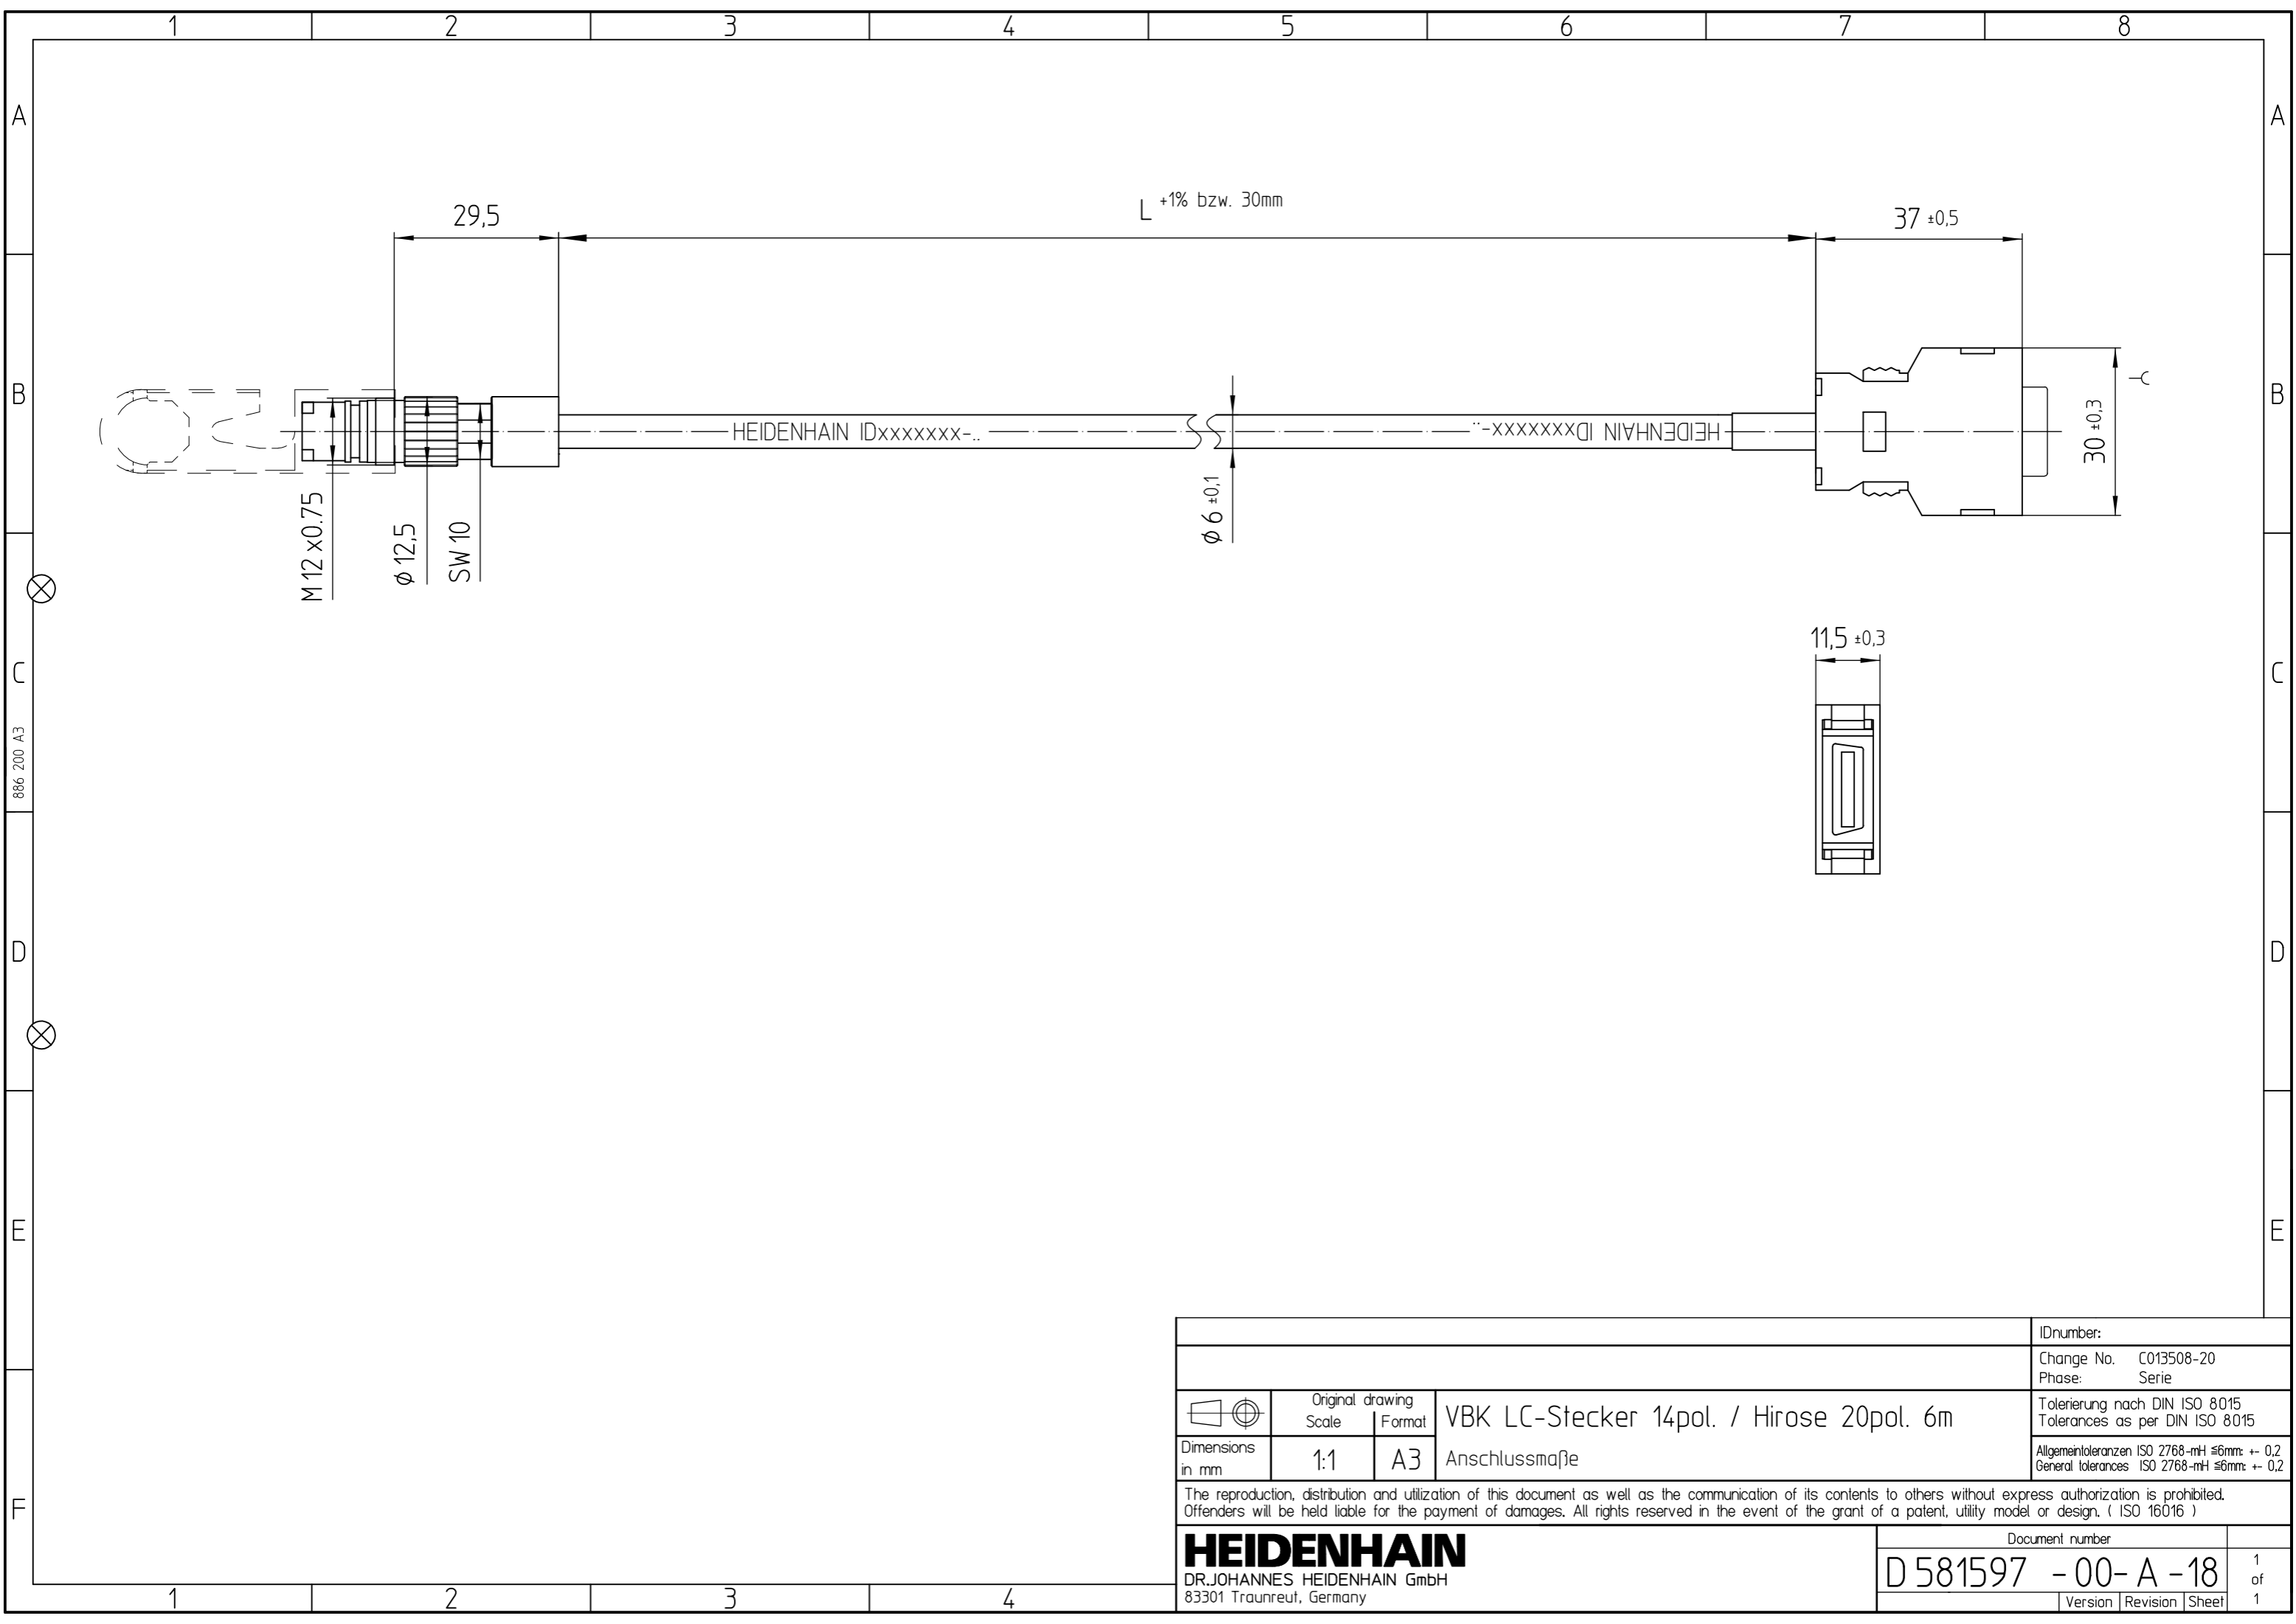 1 2 3 4 5 6 7 8
A A
29,5
L +1% bzw. 30mm
37 ±0,5
B B
HEIDENHAIN IDxxxxxxx-..
HEIDENHAIN IDxxxxxxx-..
30 ±0,3
M 12 x0.75
ϕ 12,5
SW 10
ϕ 6 ±0,1
11,5 ±0,3
C C
886 200 A3
D D
E E
F
IDnumber:
Change No. C013508-20
Phase: Serie
Original drawing
Scale Format
VBK LC-Stecker 14pol. / Hirose 20pol. 6m
Tolerierung nach DIN ISO 8015
Tolerances as per DIN ISO 8015
Dimensions
in mm
1:1 A3
Anschlussmaße
Allgemeintoleranzen ISO 2768-mH ≤6mm: +- 0,2
General tolerances ISO 2768-mH ≤6mm: +- 0,2
The reproduction, distribution and utilization of this document as well as the communication of its contents to others without express authorization is prohibited.
Offenders will be held liable for the payment of damages. All rights reserved in the event of the grant of a patent, utility model or design. ( ISO 16016 )
HEIDENHAIN
DR.JOHANNES HEIDENHAIN GmbH
83301 Traunreut, Germany
Document number
D 581597 - 00 - A - 18
Version Revision Sheet
1
of
1
1 2 3 4